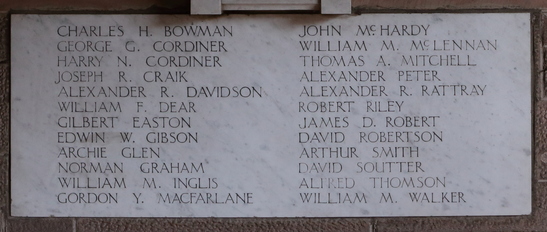 CHARLES H. BOWMAN
GEORGE G. CORDINER
HARRY N. CORDINER
JOSEPH R. CRAIK
ALEXANDER R. DAVIDSON
WILLIAM F. DEAR
GILBERT EASTON
EDWIN W. GIBSON
ARCHIE GLEN
NORMAN GRAHAM
WILLIAM M. INGLIS
GORDON Y. MACFARLANE
JOHN McHARDY
WILLIAM M. McLENNAN
THOMAS A. MITCHELL
ALEXANDER PETER
ALEXANDER R. RATTRAY
ROBERT RILEY
JAMES D. ROBERT
DAVID ROBERTSON
ARTHUR SMITH
DAVID SOUTTER
ALFRED THOMSON
WILLIAM M. WALKER